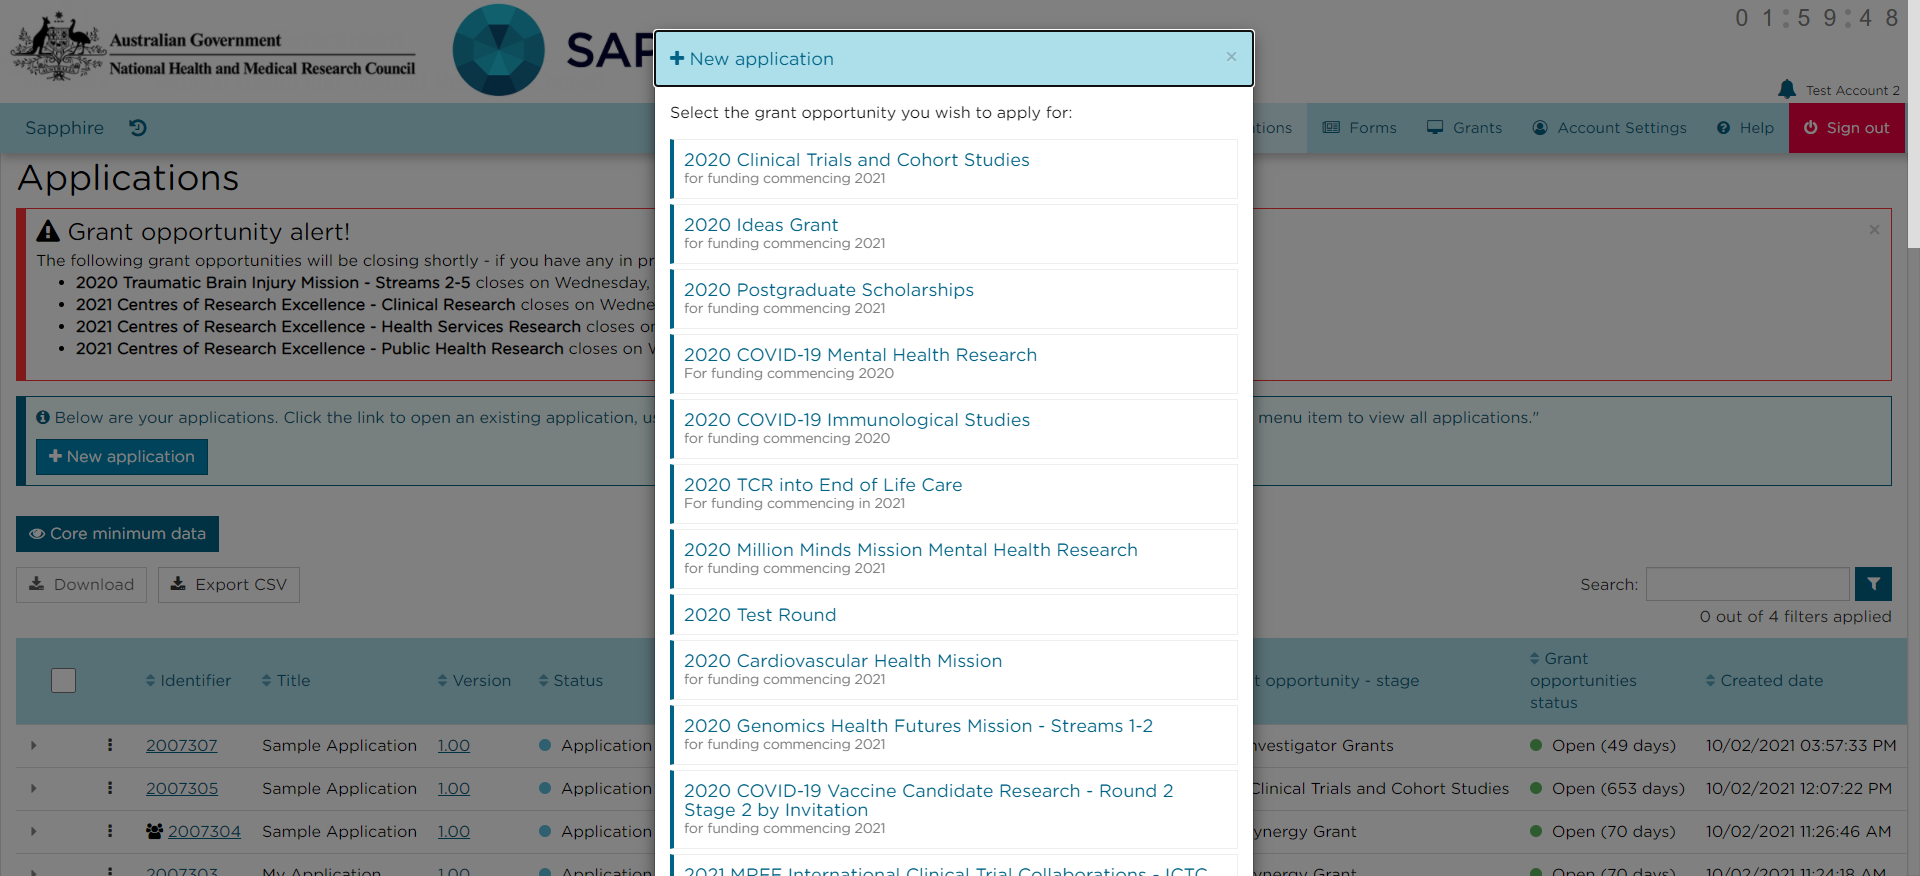 Australian Government
National Health and Medical Research Council
SAP
01:59:48
Test Account 2
Sapphire
tions
Forms
Grants
Account Settings
Help
Sign out
Applications
Grant opportunity alert!
The following grant opportunities will be closing shortly - if you have any in pr
2020 Traumatic Brain Injury Mission - Streams 2-5 closes on Wednesday,
2021 Centres of Research Excellence - Clinical Research closes on Wedne
2021 Centres of Research Excellence - Health Services Research closes on
2021 Centres of Research Excellence - Public Health Research closes on W
×
Below are your applications. Click the link to open an existing application, us
menu item to view all applications."
New application
Core minimum data
Download
Export CSV
Search:
0 out of 4 filters applied
Identifier
Title
Version
Status
t opportunity - stage
Grant opportunities status
Created date
2007307 Sample Application 1.00 Application nvestigator Grants Open (49 days) 10/02/2021 03:57:33 PM
2007305 Sample Application 1.00 Application Clinical Trials and Cohort Studies Open (653 days) 10/02/2021 12:07:22 PM
2007304 Sample Application 1.00 Application ynergy Grant Open (70 days) 10/02/2021 11:26:46 AM
2007303 My Application 1.00 Application ynergy Grant Open (70 days) 10/02/2021 11:24:18 AM
New application
×
Select the grant opportunity you wish to apply for:
2020 Clinical Trials and Cohort Studies
for funding commencing 2021
2020 Ideas Grant
for funding commencing 2021
2020 Postgraduate Scholarships
for funding commencing 2021
2020 COVID-19 Mental Health Research
For funding commencing 2020
2020 COVID-19 Immunological Studies
for funding commencing 2020
2020 TCR into End of Life Care
For funding commencing in 2021
2020 Million Minds Mission Mental Health Research
for funding commencing 2021
2020 Test Round
2020 Cardiovascular Health Mission
for funding commencing 2021
2020 Genomics Health Futures Mission - Streams 1-2
for funding commencing 2021
2020 COVID-19 Vaccine Candidate Research - Round 2
Stage 2 by Invitation
for funding commencing 2021
2021 MRFF International Clinical Trial Collaborations - ICTC